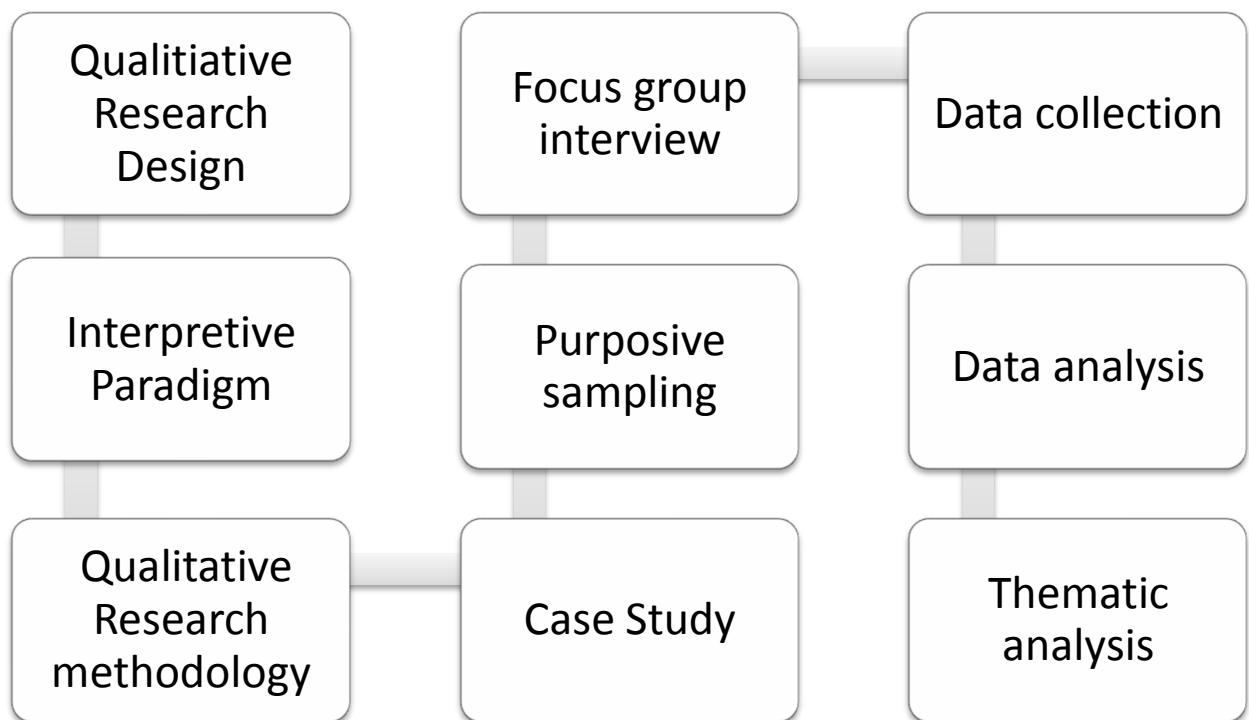 Qualitiative
Research
Design
Interpretive
Paradigm
Qualitative
Research
methodology
Case Study
Purposive
sampling
Focus group
interview
Data collection
Data analysis
Thematic
analysis